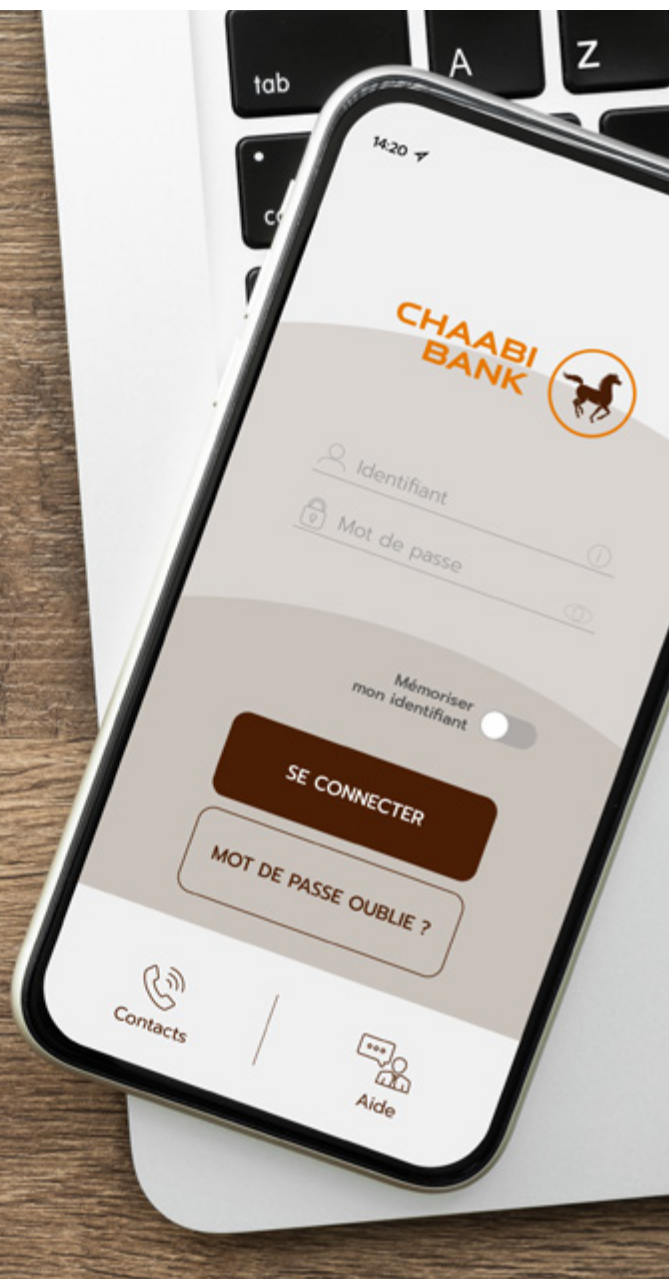 tab
A
Z
14:20
CHAABI
BANK
Identifiant
Mot de passe
Mémoriser
mon identifiant
SE CONNECTER
MOT DE PASSE OUBLIE ?
Contacts
Aide